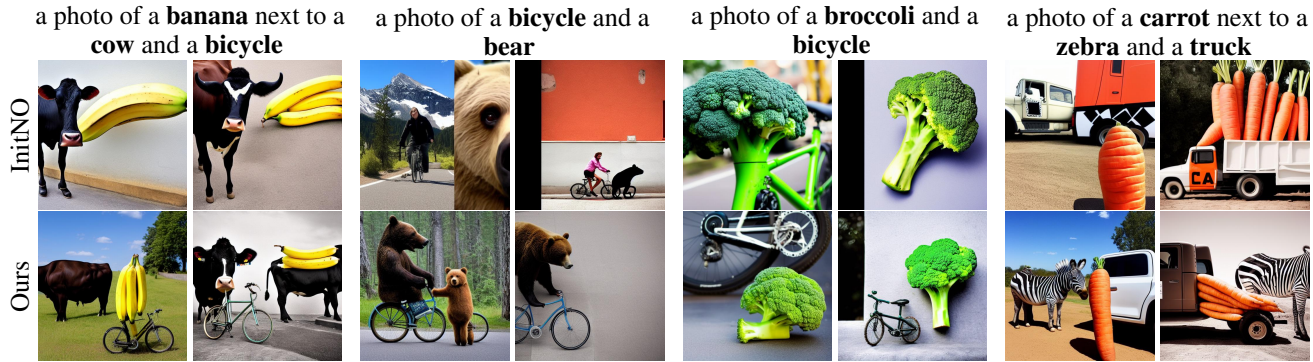 a photo of a banana next to a
cow and a bicycle
a photo of a bicycle and a
bear
a photo of a broccoli and a
bicycle
a photo of a carrot next to a
zebra and a truck
InitNO
CA
Ours